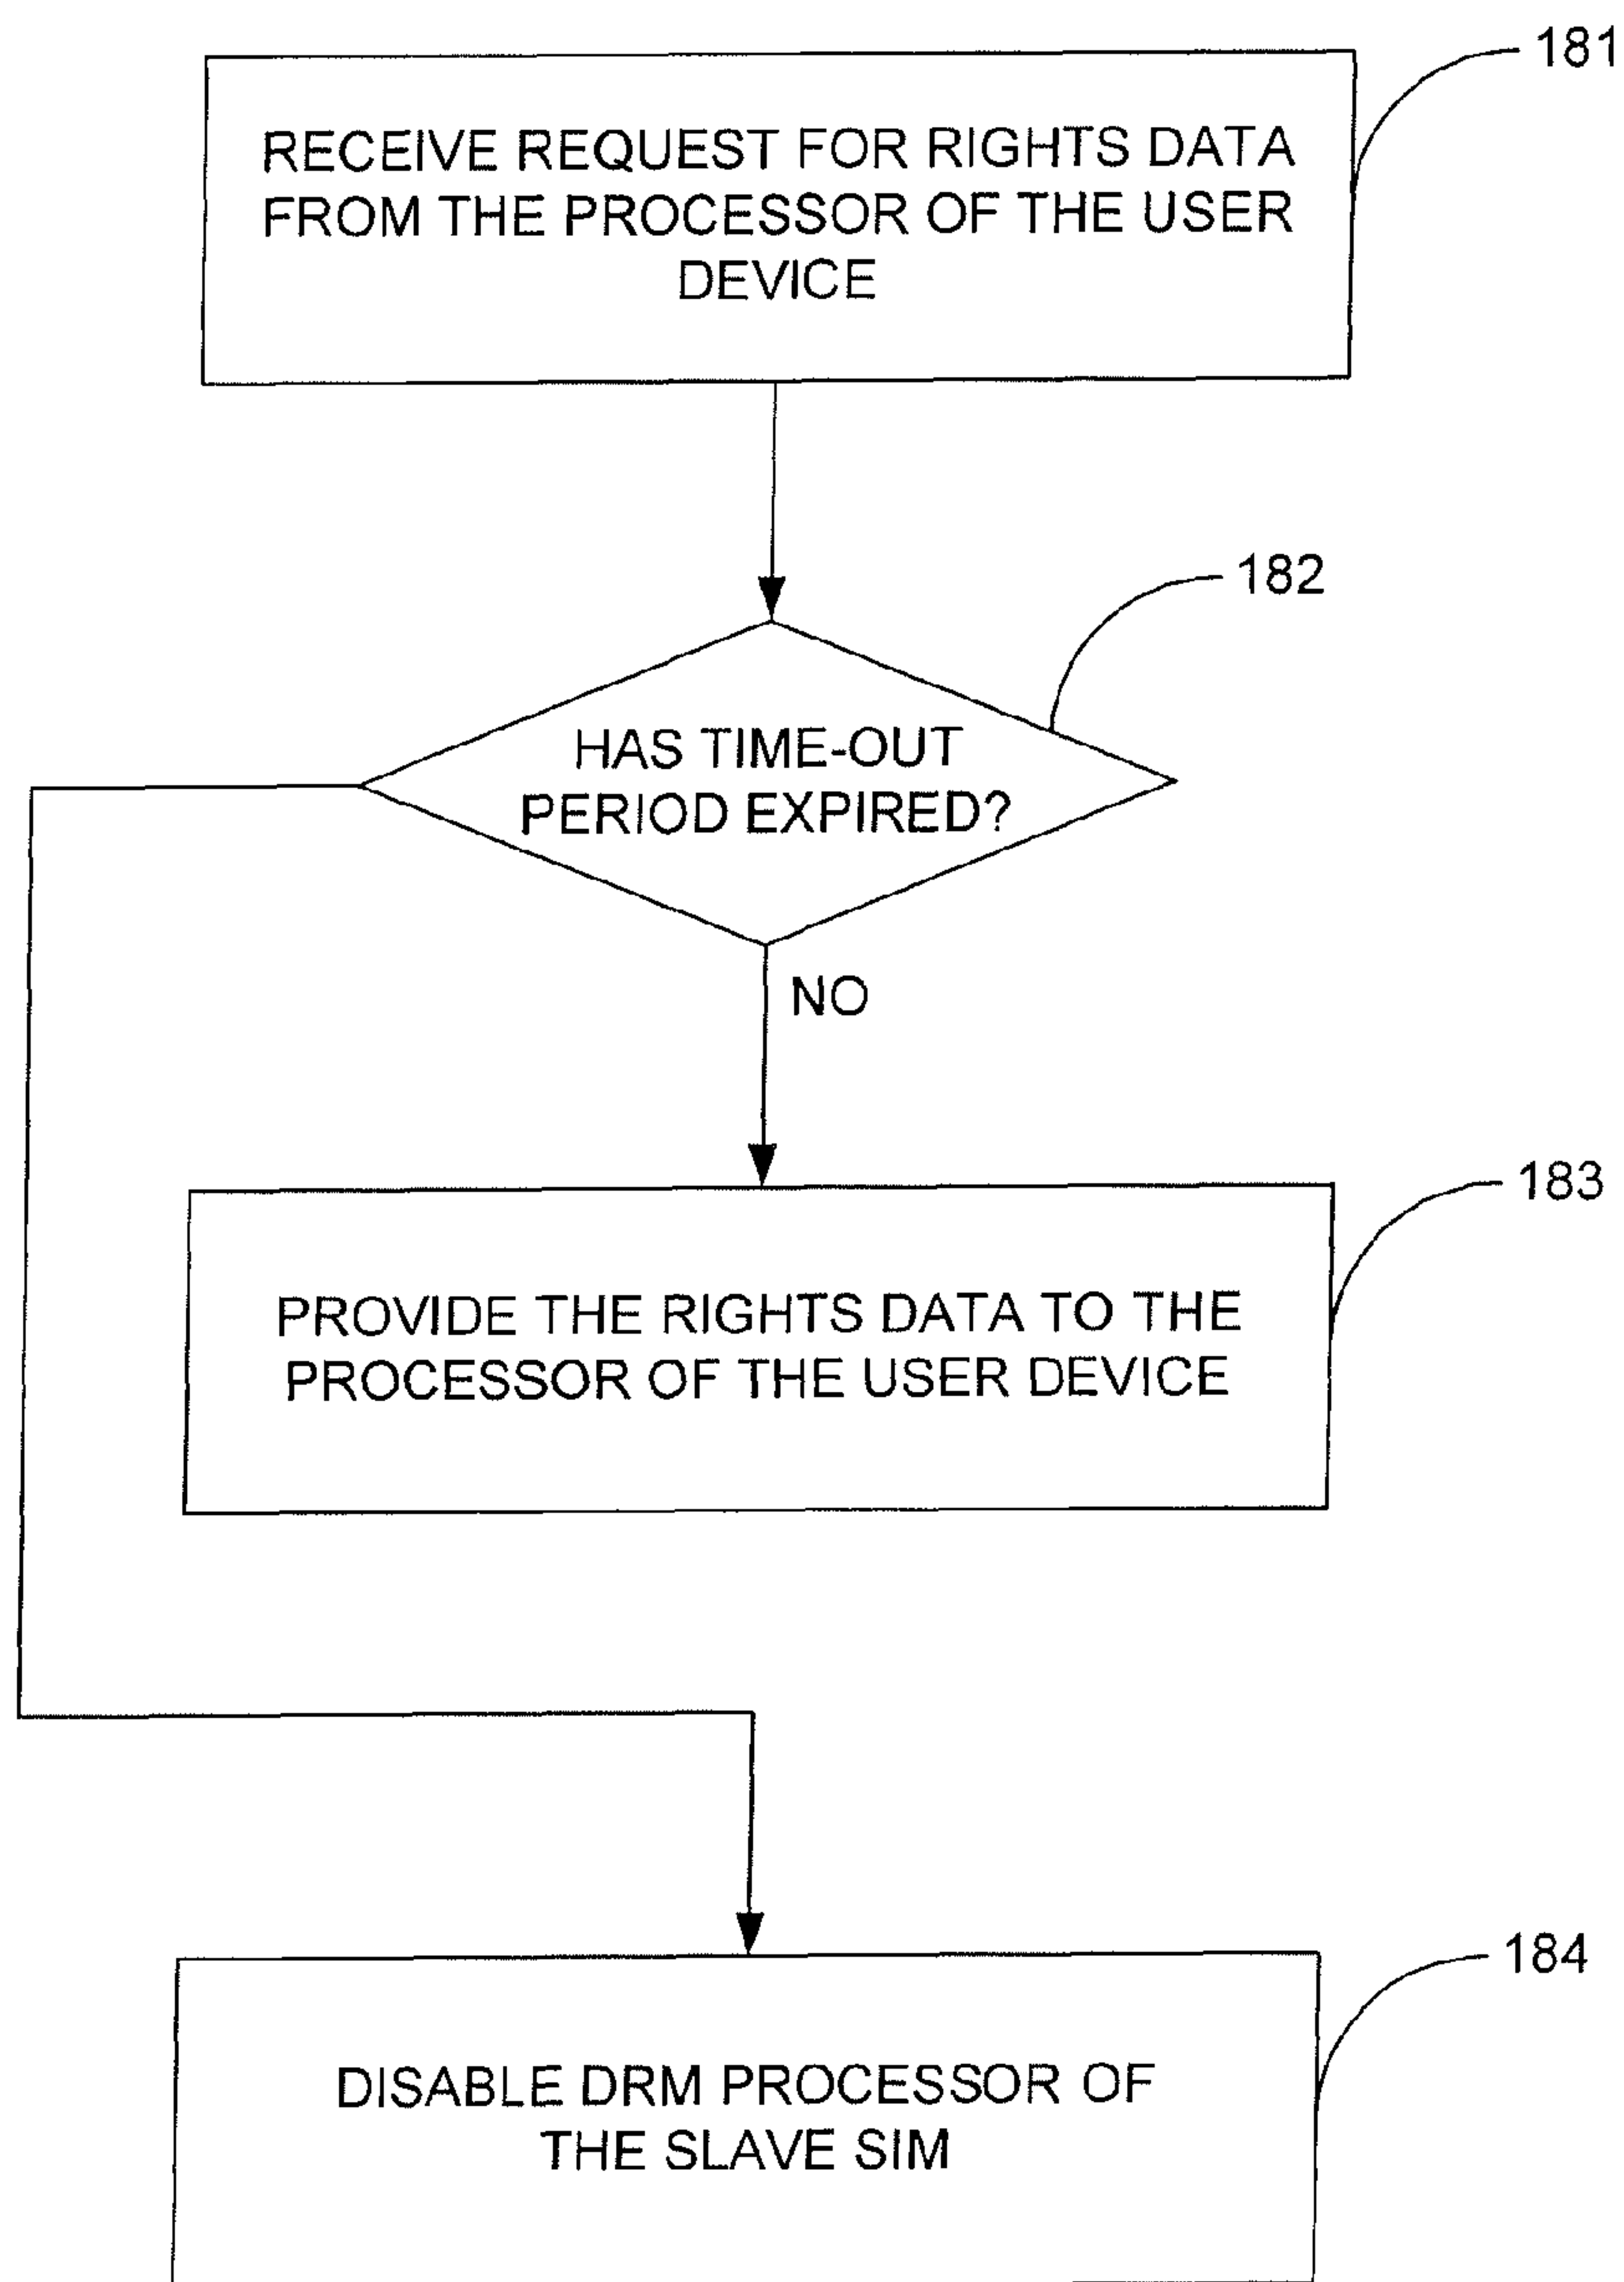 181
RECEIVE REQUEST FOR RIGHTS DATA
FROM THE PROCESSOR OF THE USER
DEVICE
182
HAS TIME-OUT
PERIOD EXPIRED?
NO
183
PROVIDE THE RIGHTS DATA TO THE
PROCESSOR OF THE USER DEVICE
184
DISABLE DRM PROCESSOR OF
THE SLAVE SIM